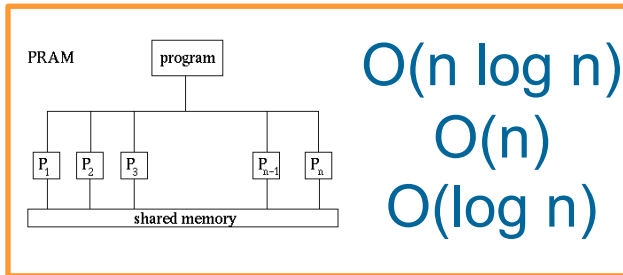 PRAM
program
P1 P2 P3 Pn-1 Pn
shared memory
O(n log n)
O(n)
O(log n)